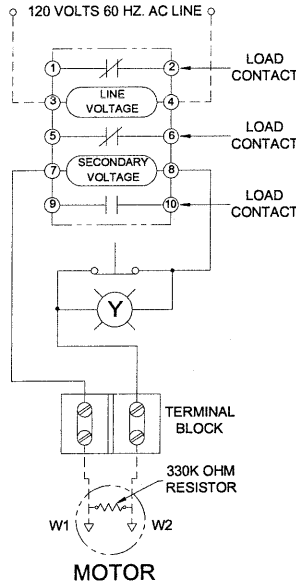 120 VOLTS 60 HZ. AC LINE
1
2
LOAD
CONTACT
3
LINE
VOLTAGE
4
5
6
LOAD
CONTACT
7
SECONDARY
VOLTAGE
8
9
10
LOAD
CONTACT
Y
TERMINAL
BLOCK
330K OHM
RESISTOR
W1
W2
MOTOR